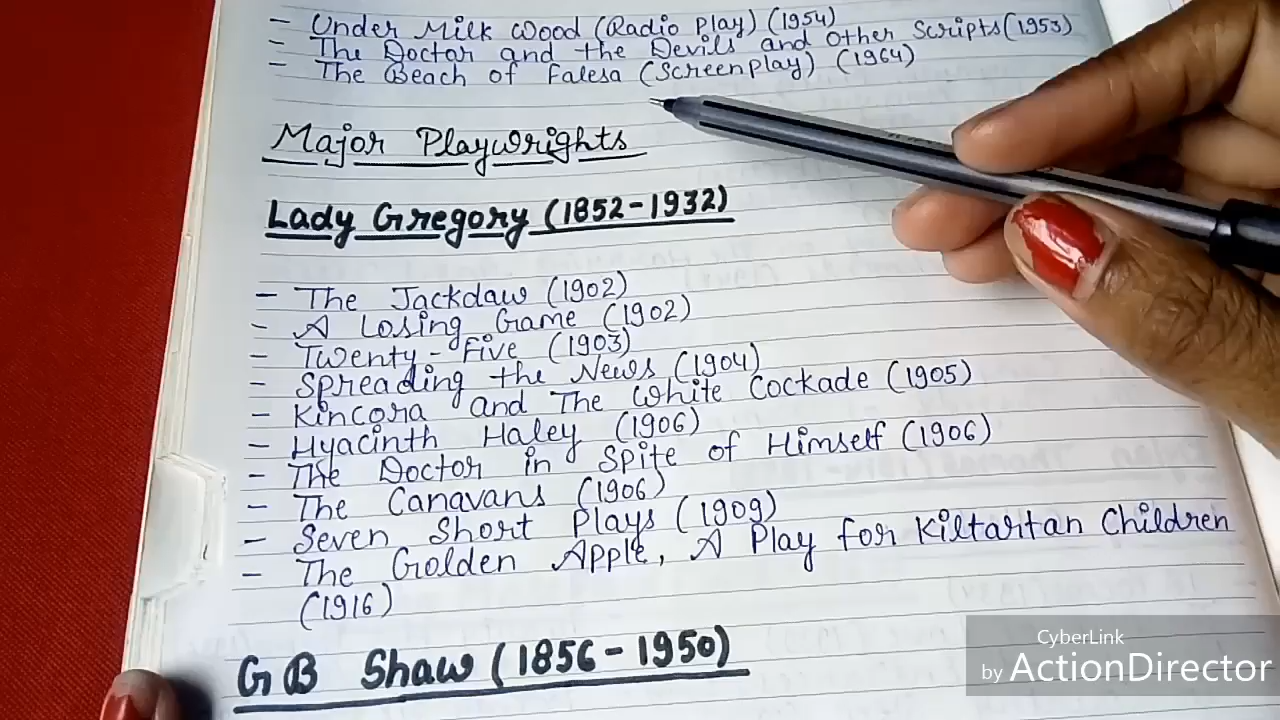 - Under Milk Wood (Radio Play) (1954)
- The Doctor and the Devils and Other Scripts (1953)
- The Beach of Falesa (Screenplay) (1964)
Major Playwrights
Lady Gregory (1852-1932)
- The Jackdaw (1902)
- A Losing Game (1902)
- Twenty-Five (1903)
- Spreading the News (1904)
- Kincora and The White Cockade (1905)
- Hyacinth Haley (1906)
- The Doctor in Spite of Himself (1906)
- The Canavans (1906)
- Seven Short Plays (1909)
- The Golden Apple, A Play for Kiltartan Children
(1916)
G B Shaw (1856-1950)
CyberLink
by ActionDirector